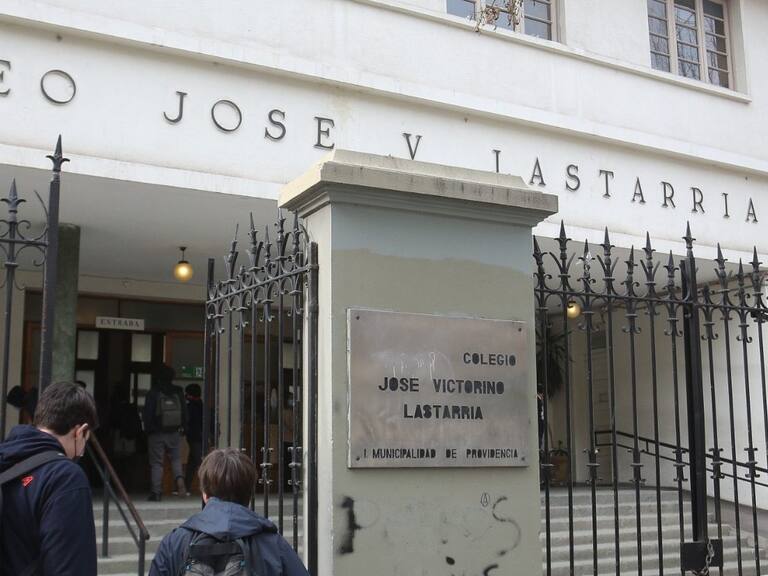 EO JOSE V LASTARRIA
ENTRADA
COLEGIO
JOSE VICTORINO
LASTARRIA
I. MUNICIPALIDAD DE PROVIDENCIA